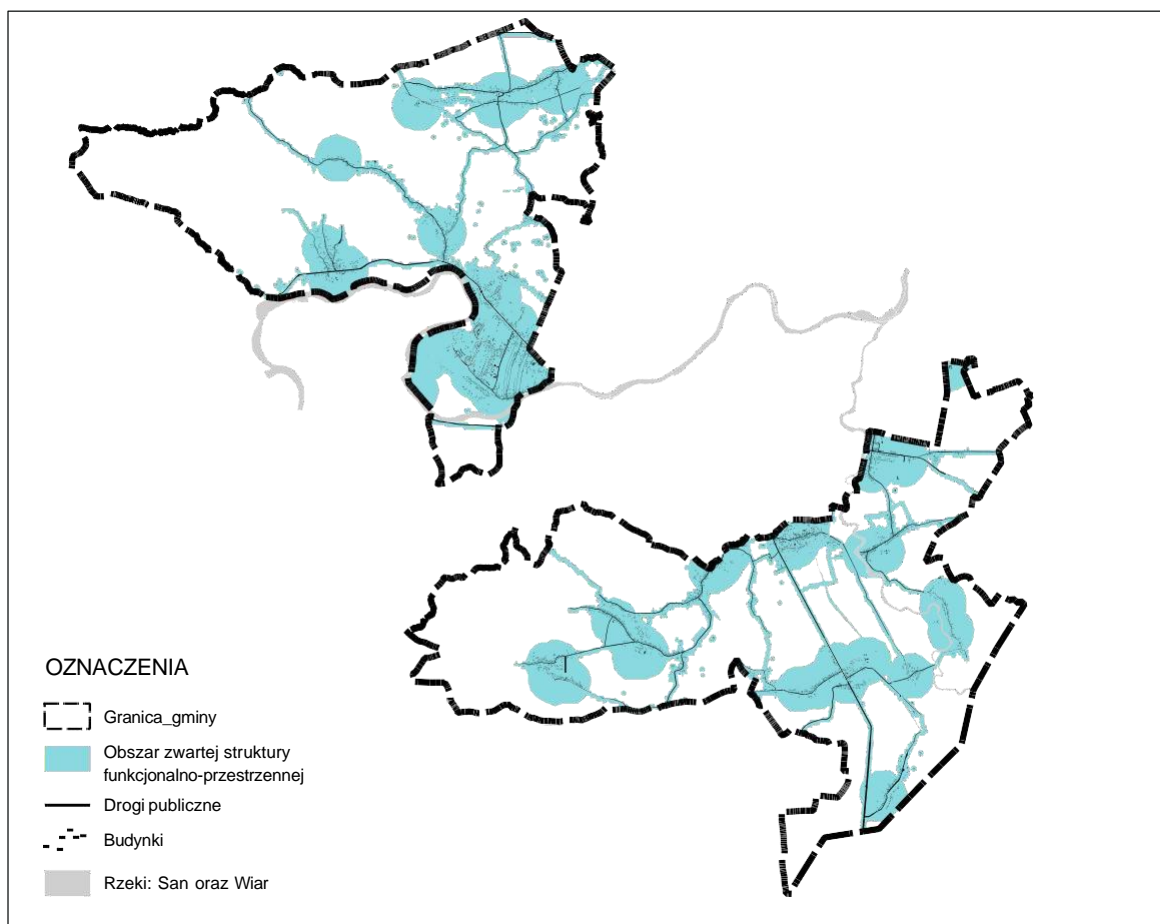 OZNACZENIA
Granica_gminy
Obszar zwartej struktury
funkcjonalno-przestrzennej
Drogi publiczne
Budynki
Rzeki: San oraz Wiar